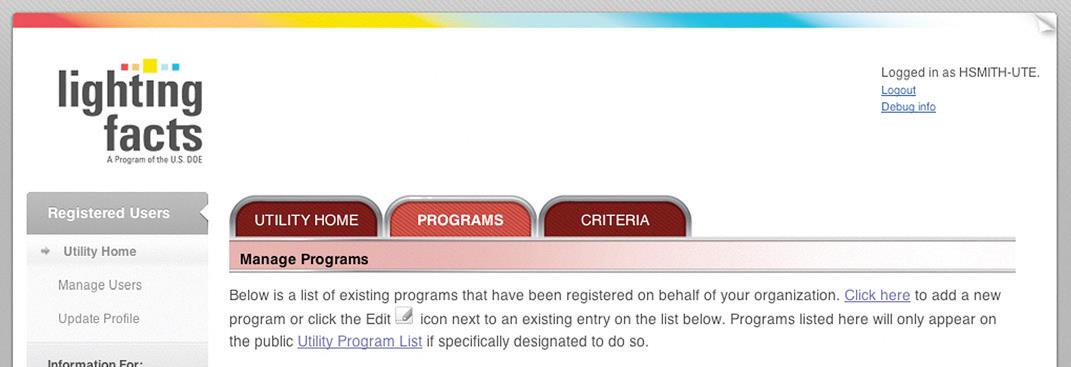 lighting
facts
A Program of the U.S. DOE
Logged in as HSMITH-UTE.
Logout
Debug info
Registered Users
Utility Home
Manage Users
Update Profile
Information For:
UTILITY HOME
PROGRAMS
CRITERIA
Manage Programs
Below is a list of existing programs that have been registered on behalf of your organization. Click here to add a new
program or click the Edit icon next to an existing entry on the list below. Programs listed here will only appear on
the public Utility Program List if specifically designated to do so.